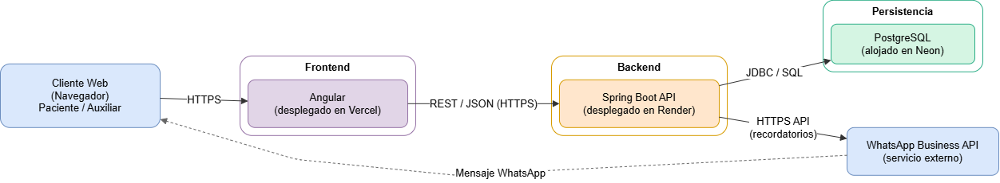 Persistencia
PostgreSQL
(alojado en Neon)
Frontend
Backend
JDBC / SQL
Cliente Web
(Navegador)
Paciente / Auxiliar
HTTPS
Angular
(desplegado en Vercel)
REST / JSON (HTTPS)
Spring Boot API
(desplegado en Render)
HTTPS API
(recordatorios)
WhatsApp Business API
(servicio externo)
Mensaje WhatsApp